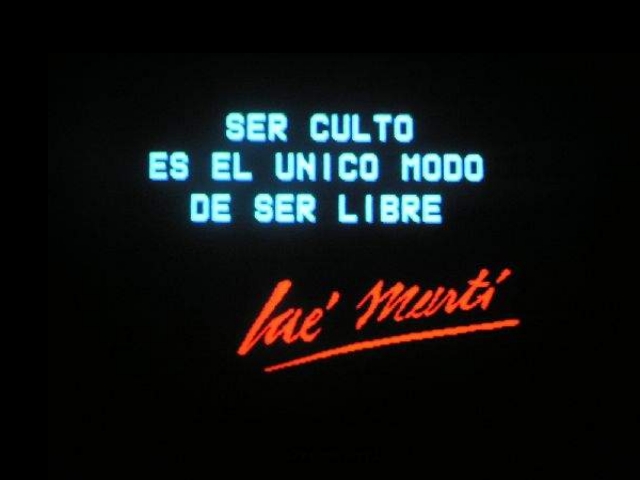 SER CULTO
ES EL UNICO MODO
DE SER LIBRE
José Martí